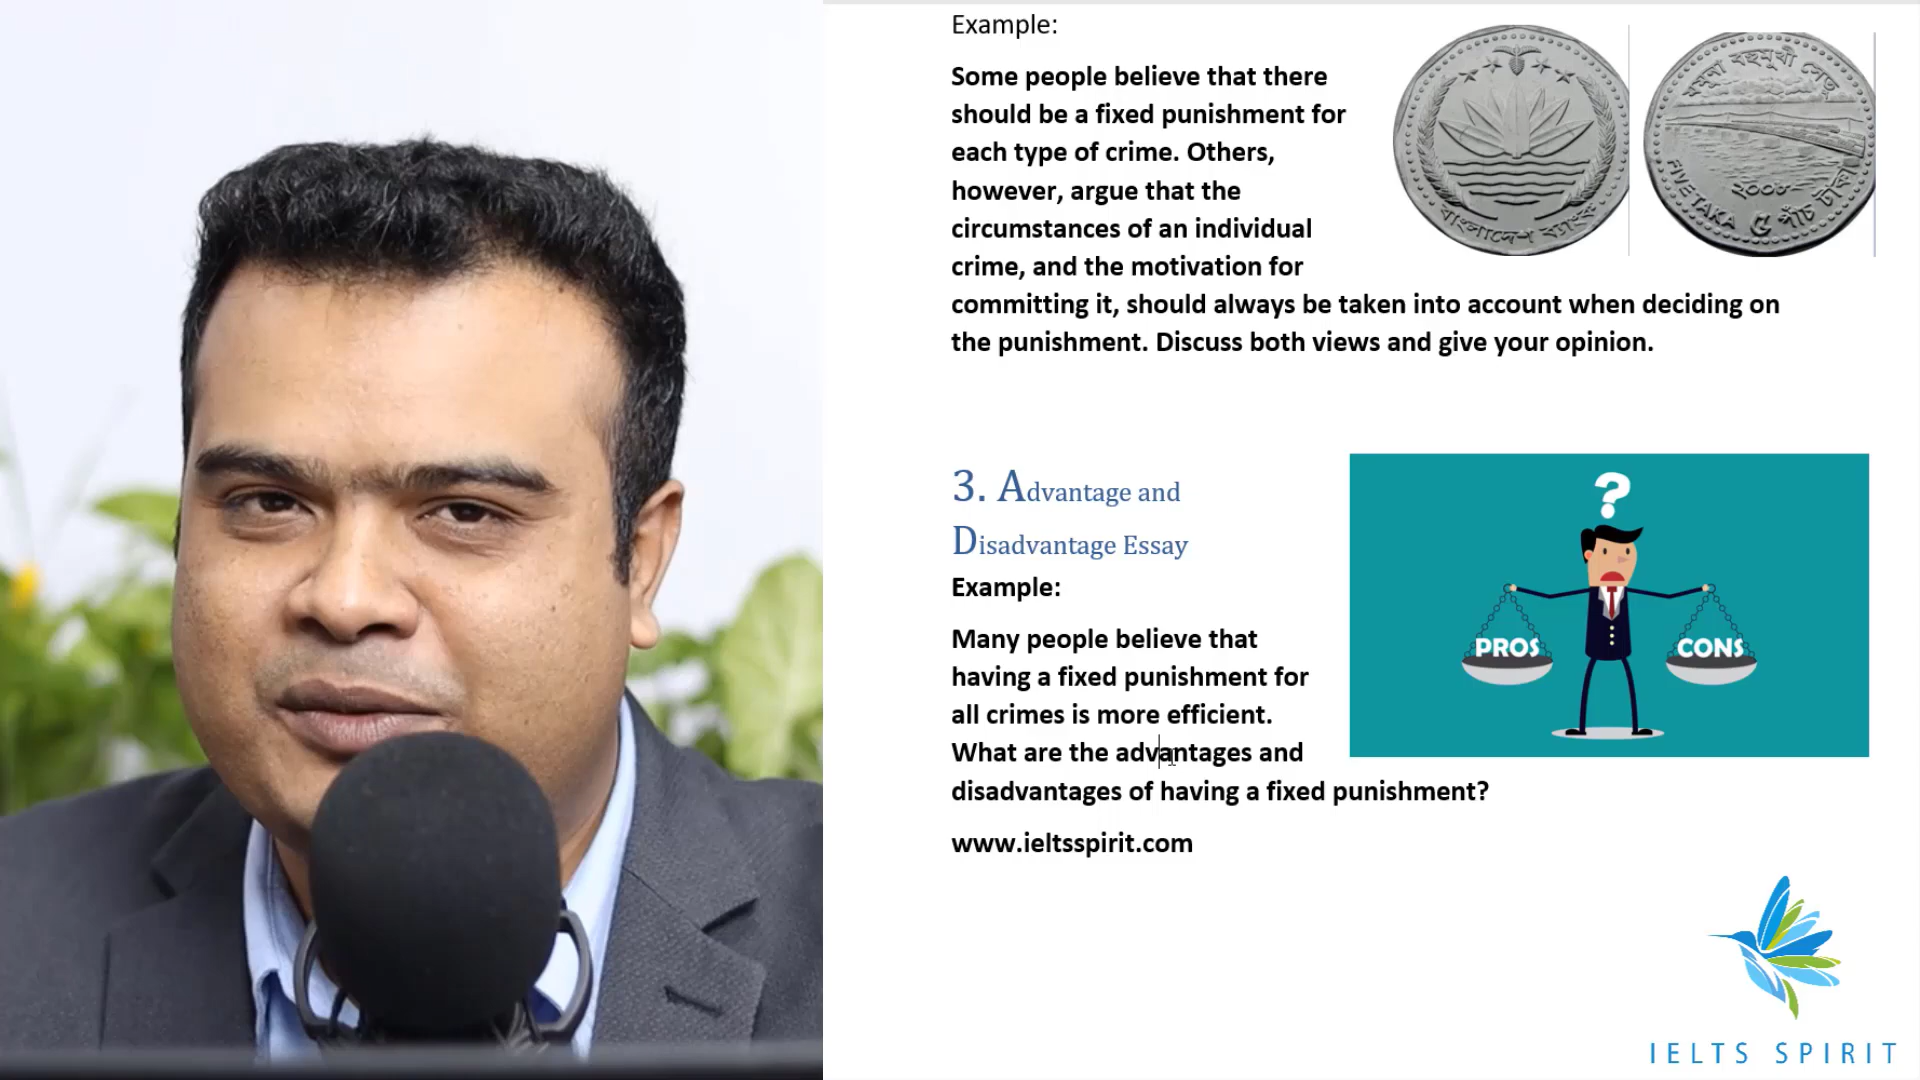 Example:
Some people believe that there
should be a fixed punishment for
each type of crime. Others,
however, argue that the
circumstances of an individual
crime, and the motivation for
committing it, should always be taken into account when deciding on
the punishment. Discuss both views and give your opinion.
বাংলাদেশ ব্যাংক
যমুনা বহুমুখী সেতু
FIVE TAKA ৫ পাঁচ টাকা
২০০৮
3. Advantage and
Disadvantage Essay
Example:
Many people believe that
having a fixed punishment for
all crimes is more efficient.
What are the advantages and
disadvantages of having a fixed punishment?
www.ieltsspirit.com
?
PROS
CONS
IELTS SPIRIT